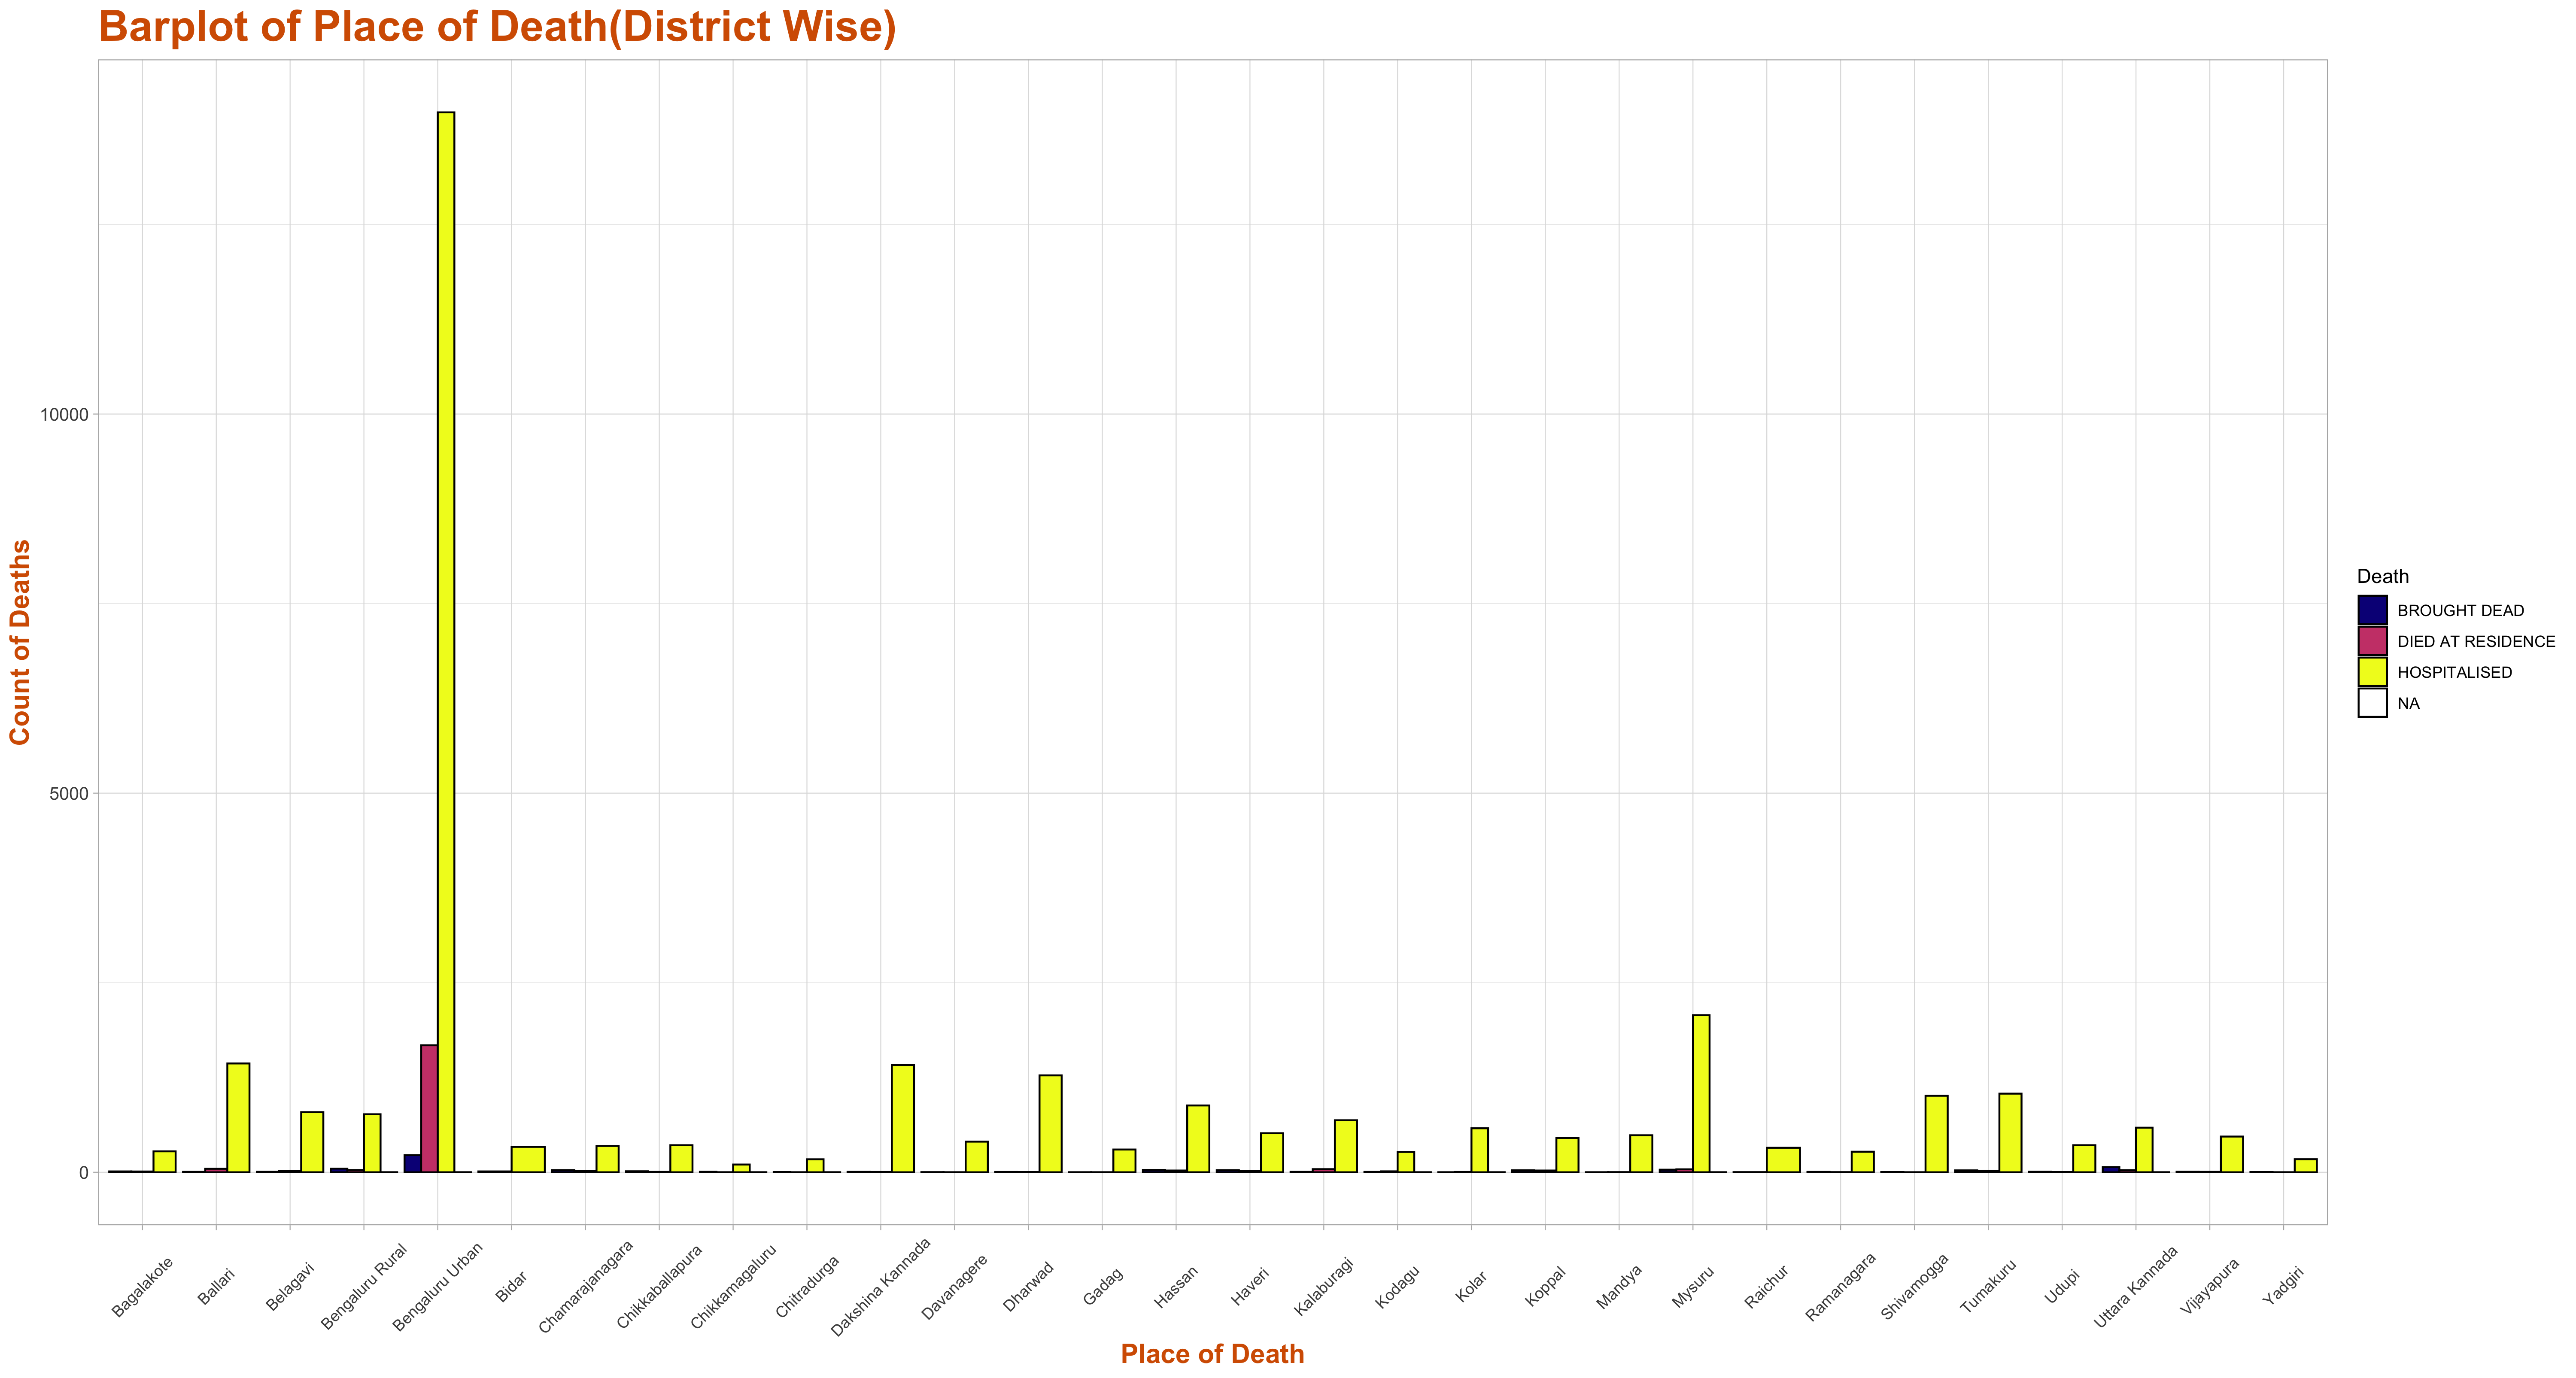 Barplot of Place of Death(District Wise)
Count of Deaths
10000
5000
0
Bagalakote
Ballari
Belagavi
Bengaluru Rural
Bengaluru Urban
Bidar
Chamarajanagara
Chikkaballapura
Chikkamagaluru
Chitradurga
Dakshina Kannada
Davanagere
Dharwad
Gadag
Hassan
Haveri
Kalaburagi
Kodagu
Kolar
Koppal
Mandya
Mysuru
Raichur
Ramanagara
Shivamogga
Tumakuru
Udupi
Uttara Kannada
Vijayapura
Yadgiri
Place of Death
Death
BROUGHT DEAD
DIED AT RESIDENCE
HOSPITALISED
NA